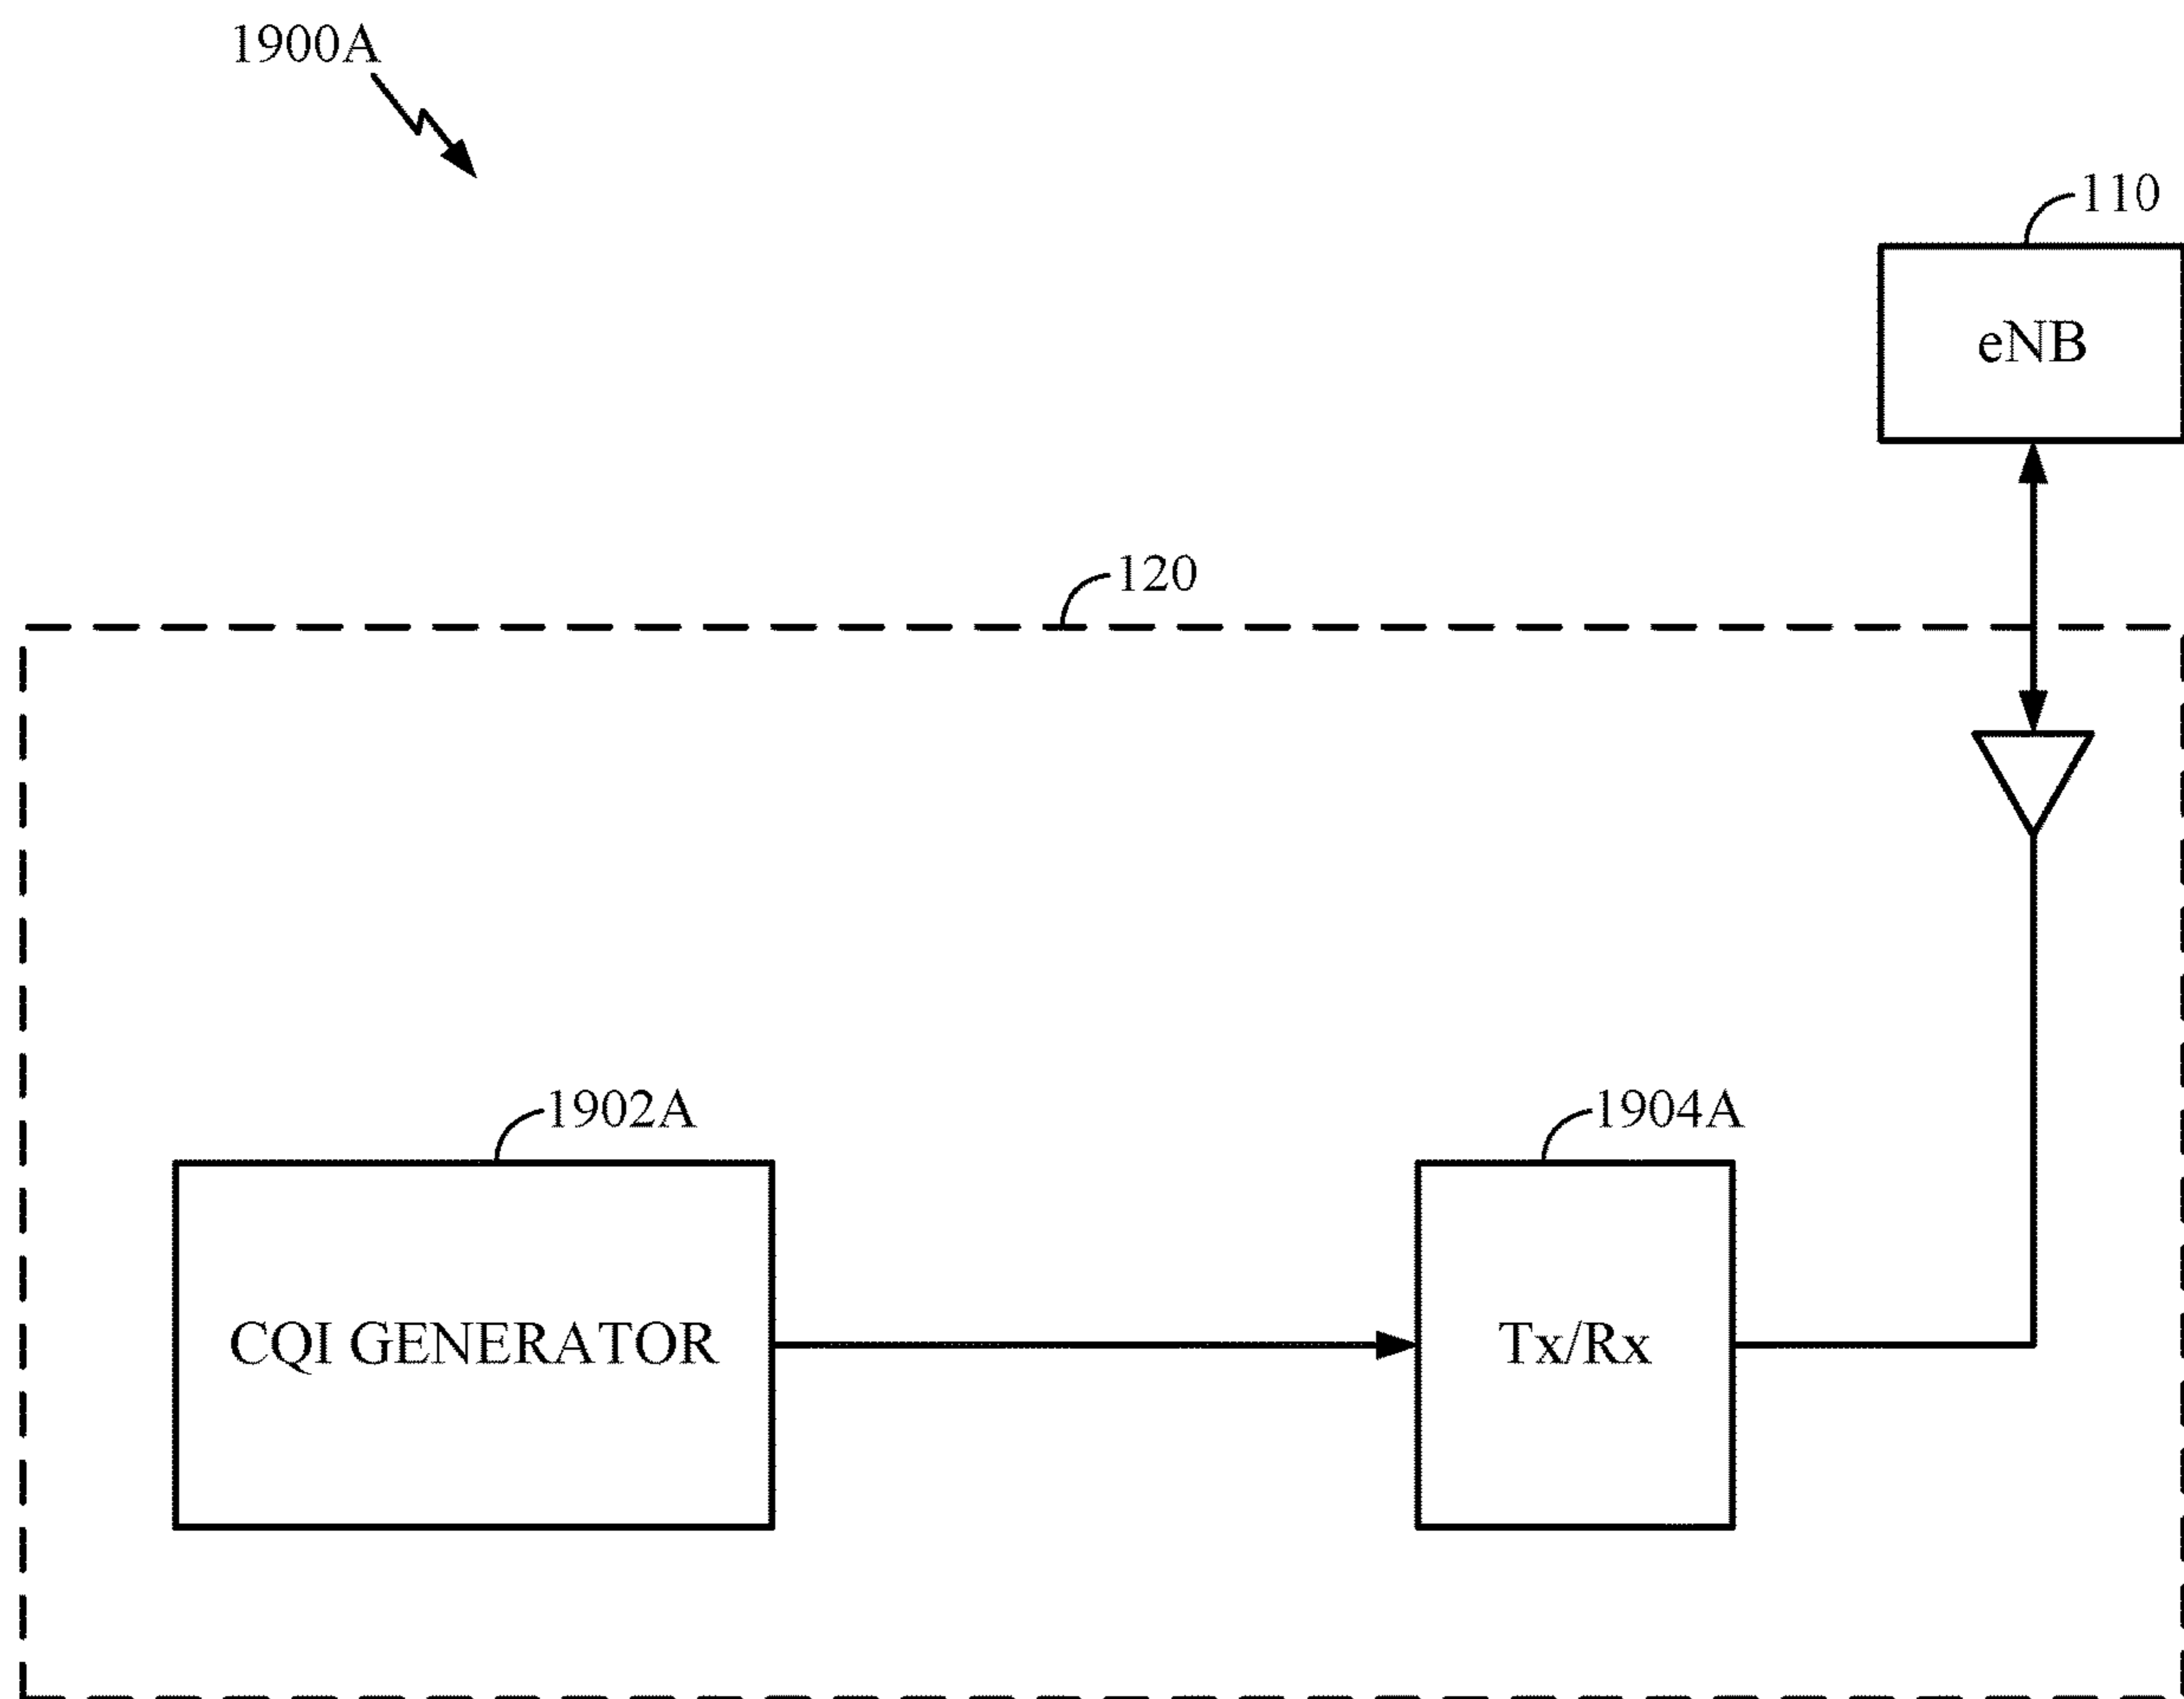 1900A
110
eNB
120
1902A
1904A
CQI GENERATOR
Tx/Rx